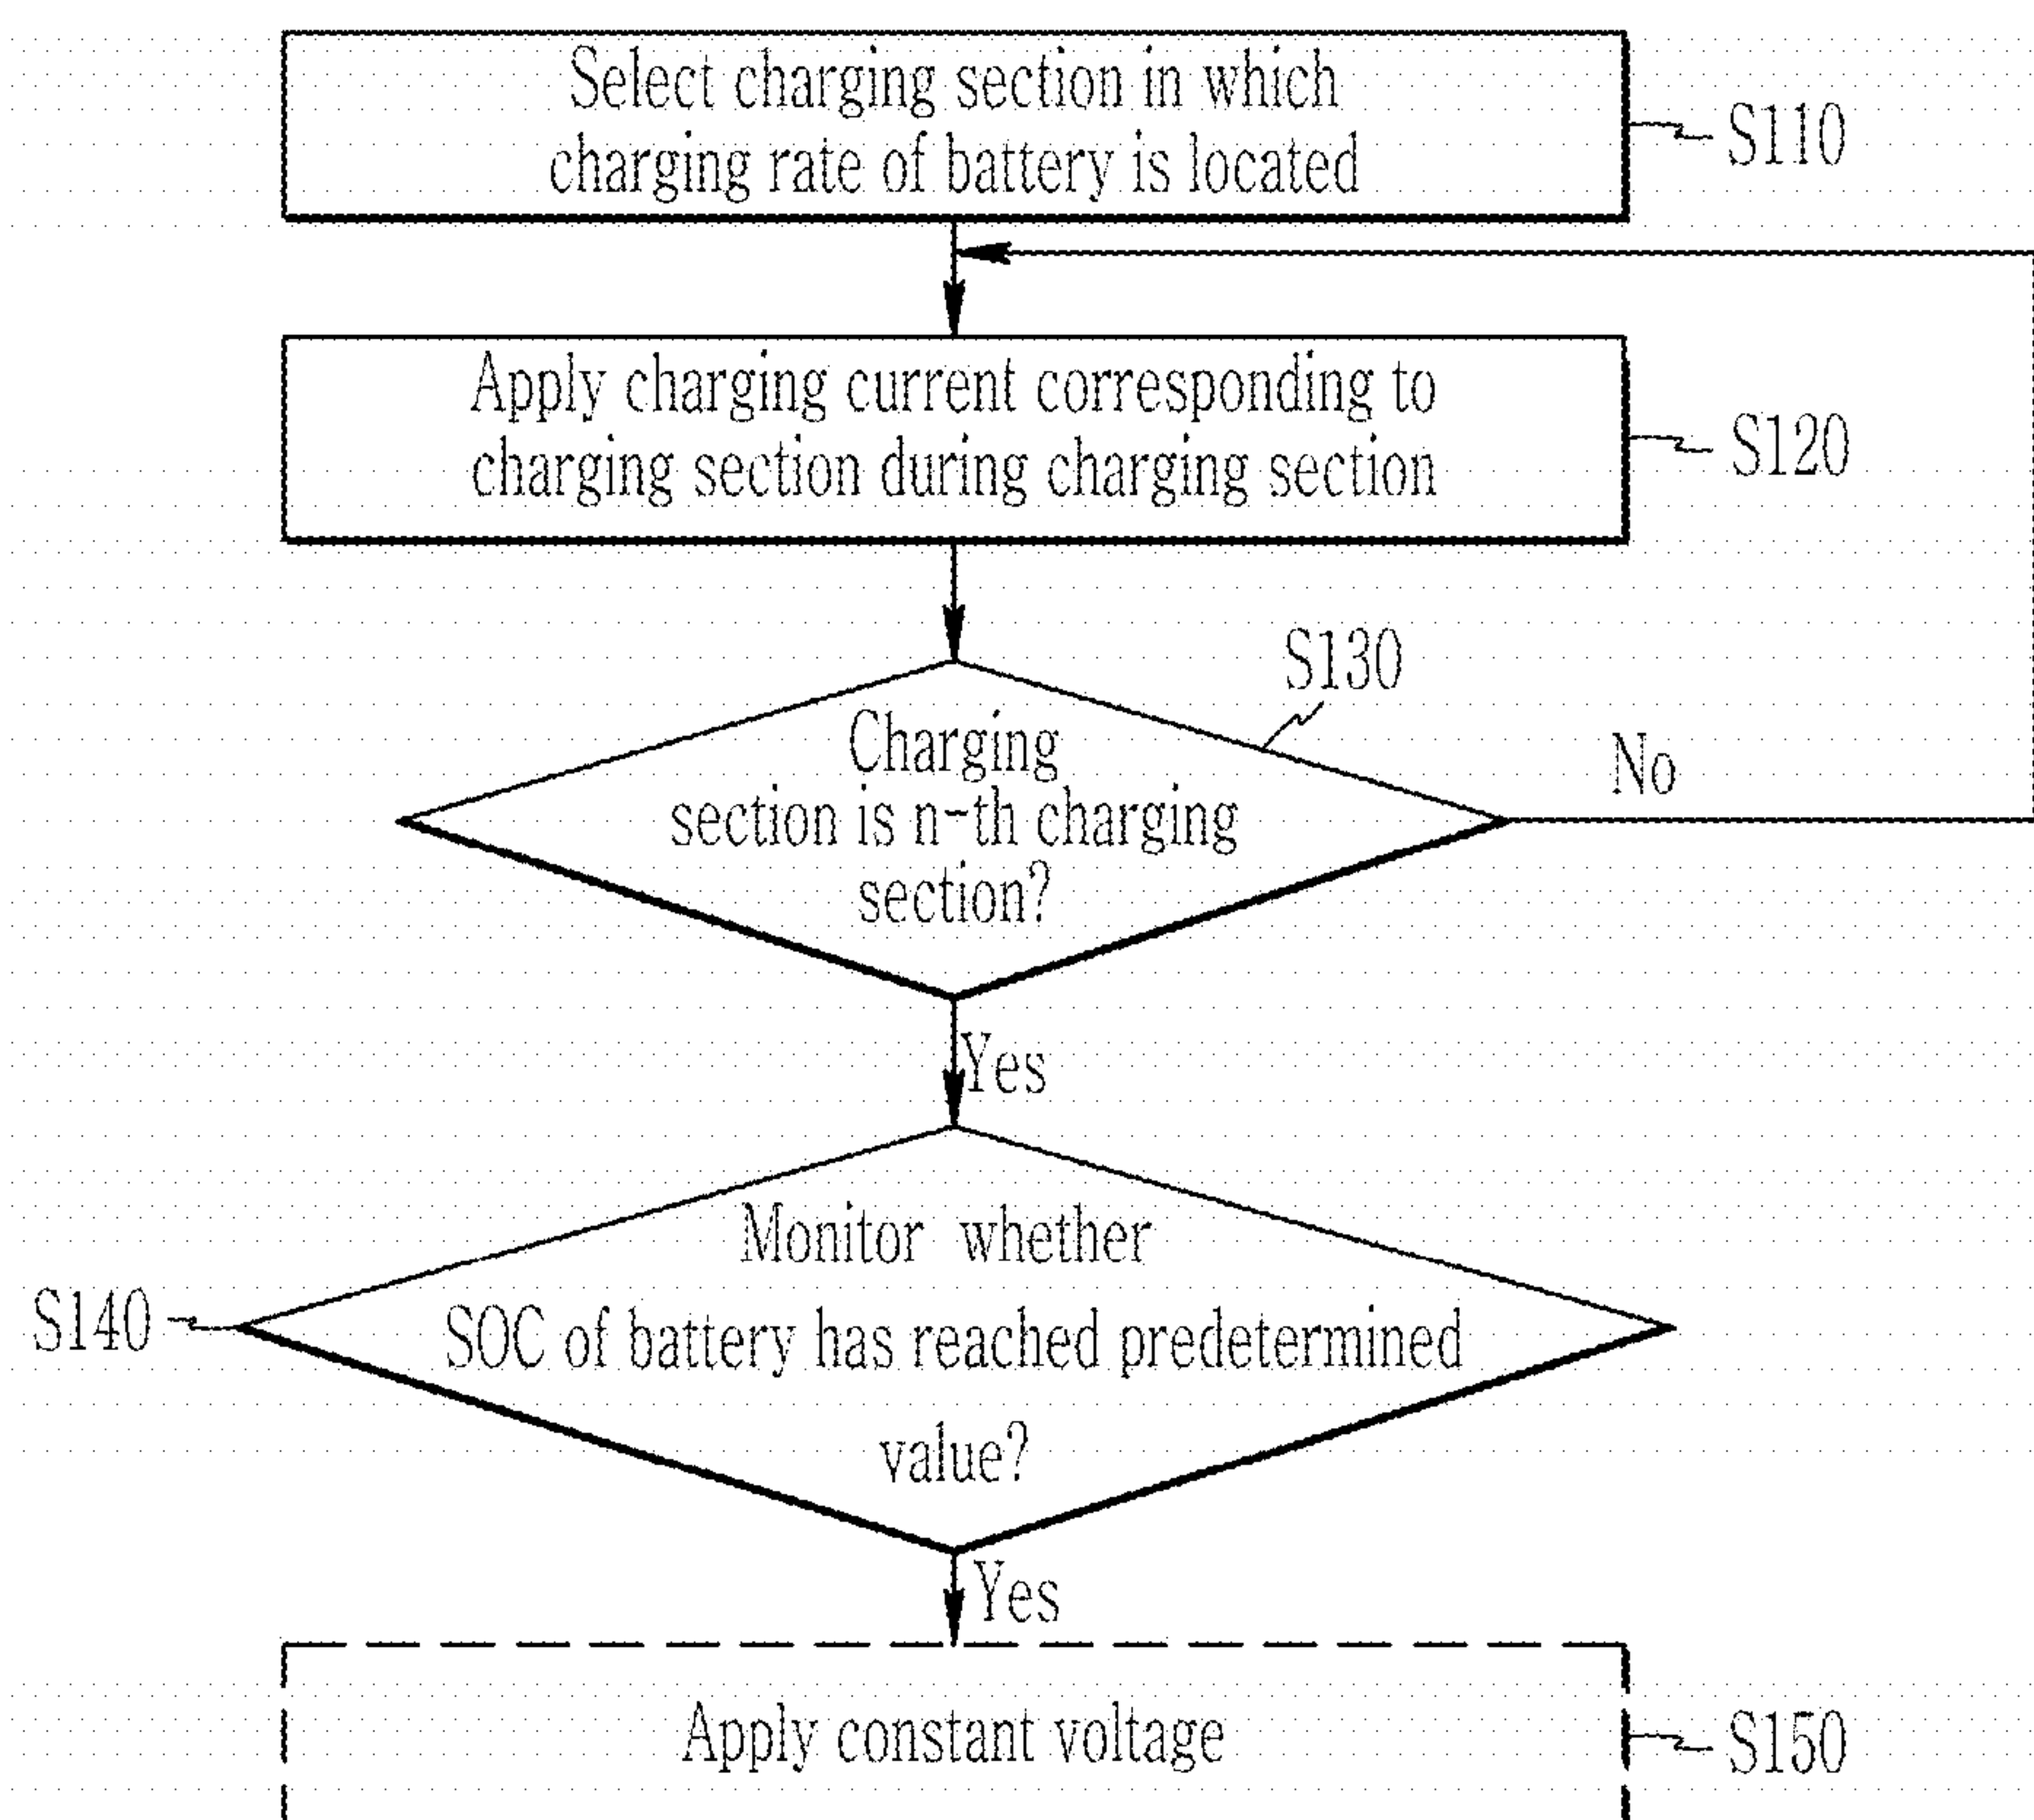 Select charging section in which
charging rate of battery is located
S110
Apply charging current corresponding to
charging section during charging section
S120
S130
Charging
section is n-th charging
section?
No
Yes
Monitor whether
SOC of battery has reached predetermined
value?
S140
Yes
Apply constant voltage
S150